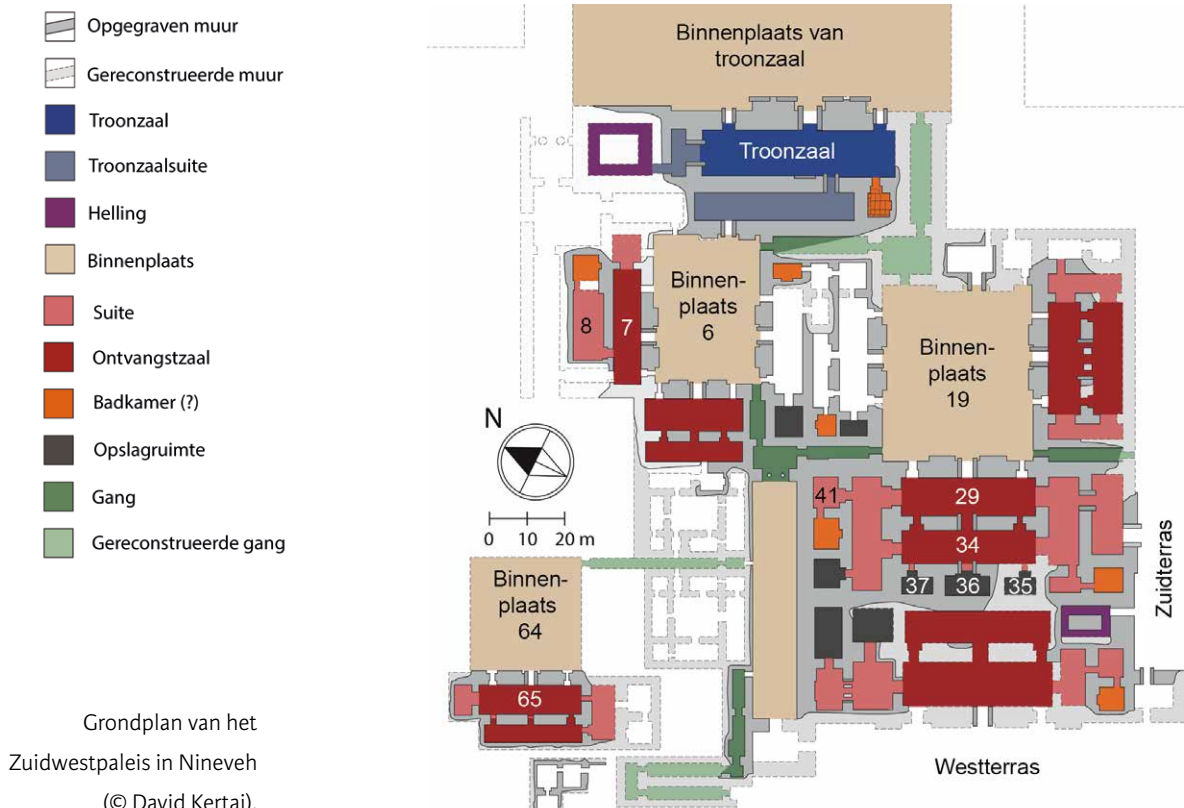 Opgegraven muur
Gereconstrueerde muur
Troonzaal
Troonzaalsuite
Helling
Binnenplaats
Suite
Ontvangstzaal
Badkamer (?)
Opslagruimte
Gang
Gereconstrueerde gang
Grondplan van het
Zuidwestpaleis in Nineveh
(© David Kertai).
Binnenplaats van
troonzaal
Troonzaal
Binnen-
plaats
6
7
8
Binnen-
plaats
19
N
0 10 20 m
41
29
34
37
36
35
Zuidterras
Binnen-
plaats
64
65
Westterras